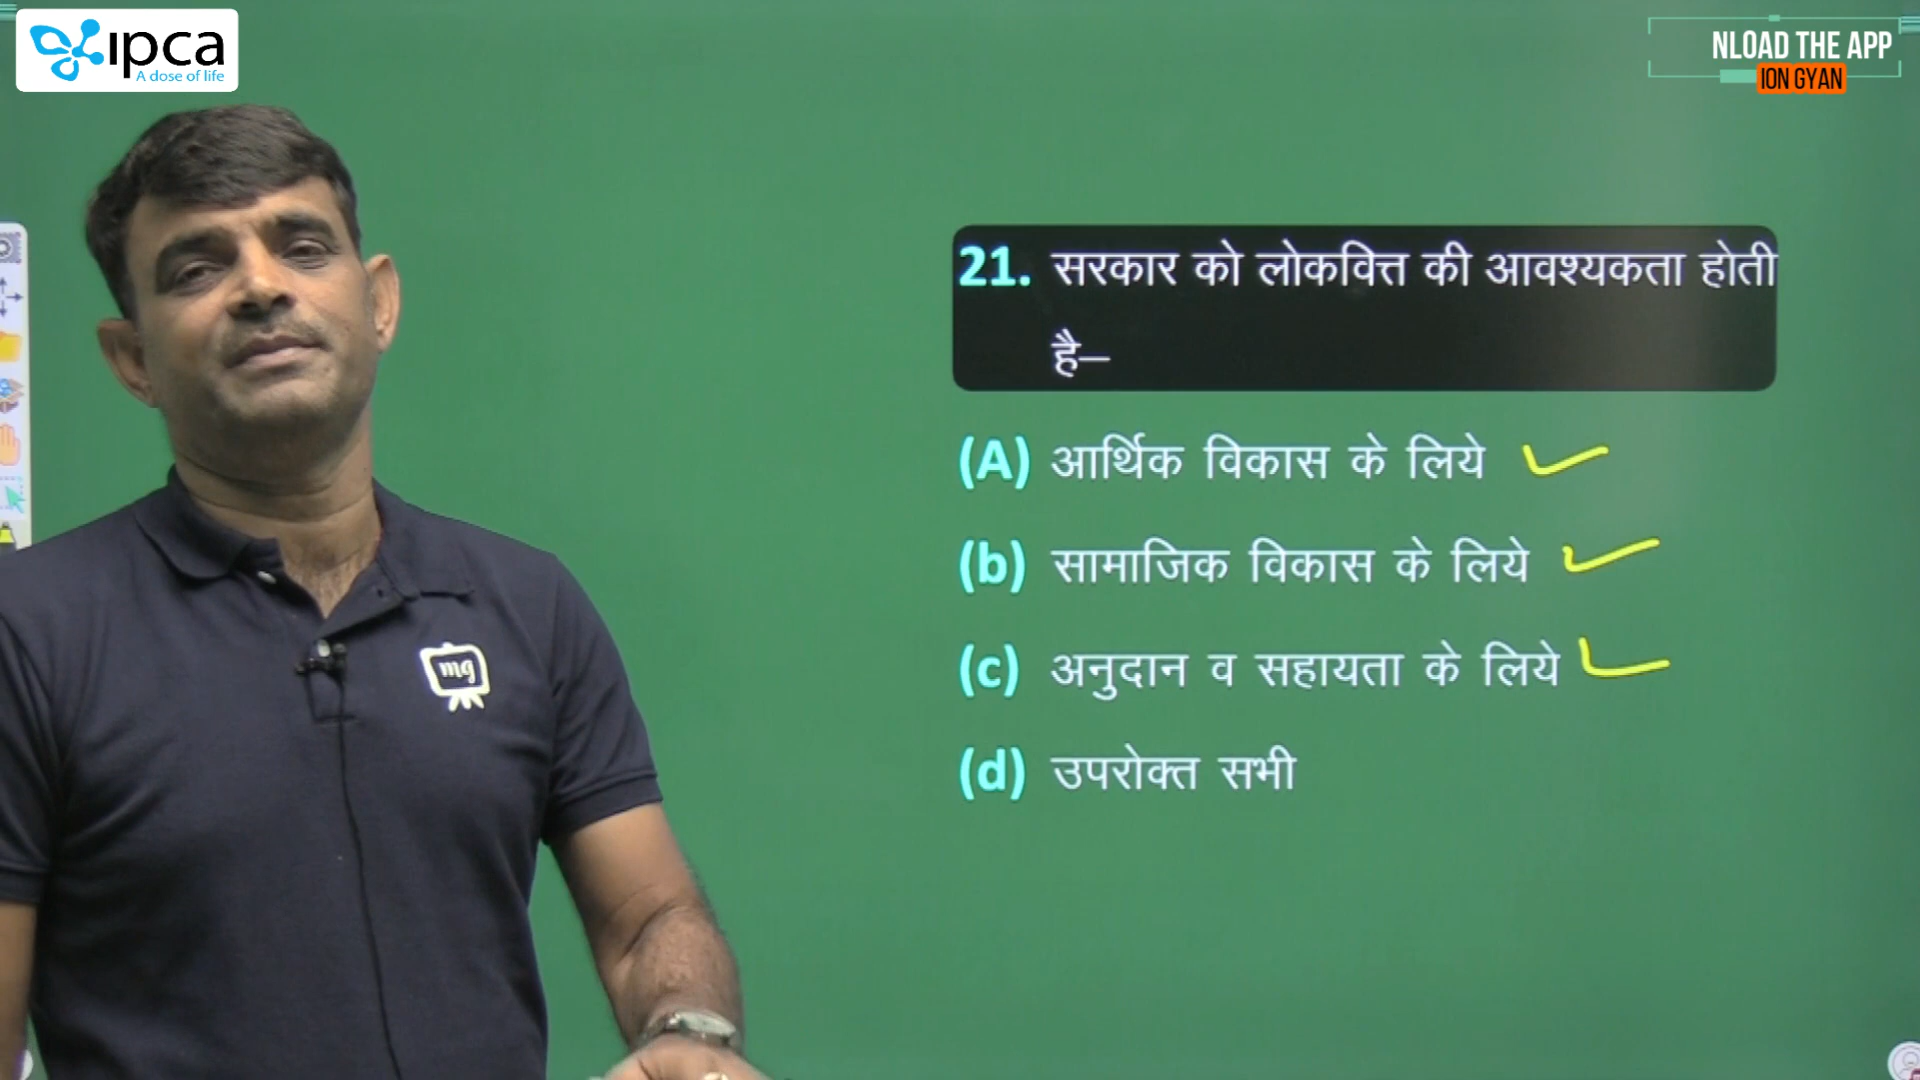 ipca
A dose of life
NLOAD THE APP
ION GYAN
mg
21. सरकार को लोकवित्त की आवश्यकता होती
है–
(A) आर्थिक विकास के लिये
(b) सामाजिक विकास के लिये
(c) अनुदान व सहायता के लिये
(d) उपरोक्त सभी